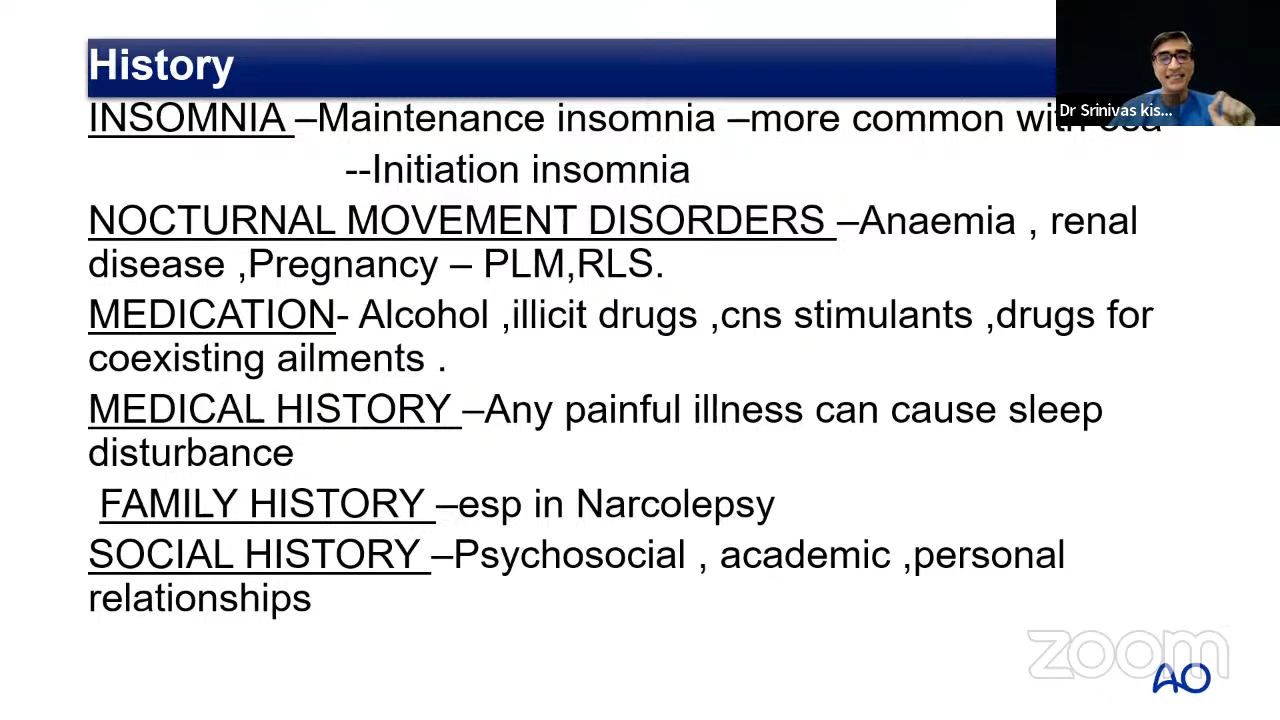 History
INSOMNIA –Maintenance insomnia –more common with osa
--Initiation insomnia
NOCTURNAL MOVEMENT DISORDERS –Anaemia , renal
disease ,Pregnancy – PLM,RLS.
MEDICATION- Alcohol ,illicit drugs ,cns stimulants ,drugs for
coexisting ailments .
MEDICAL HISTORY –Any painful illness can cause sleep
disturbance
FAMILY HISTORY –esp in Narcolepsy
SOCIAL HISTORY –Psychosocial , academic ,personal
relationships
Dr Srinivas kis...
zoom
AO